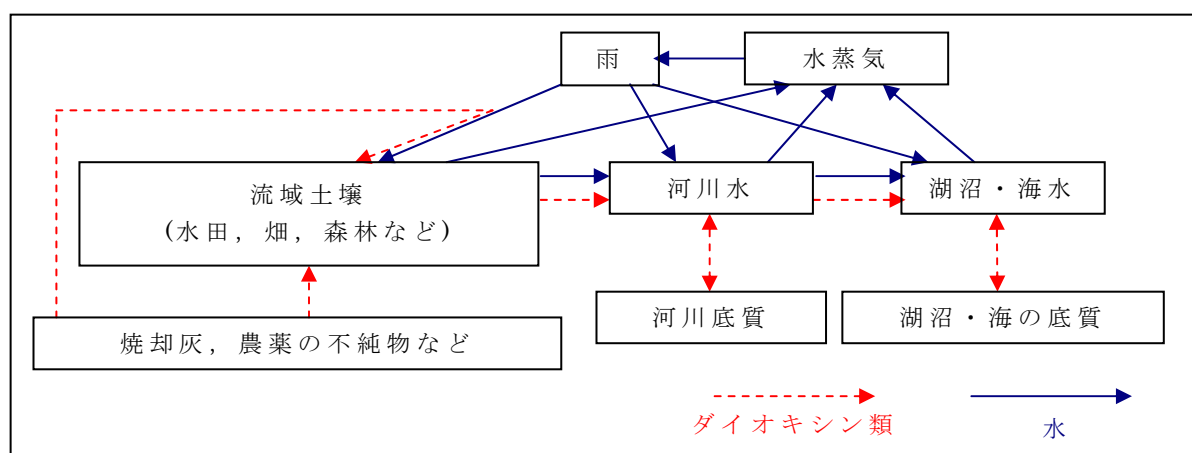 雨
水蒸気
流域土壌
(水田，畑，森林など)
河川水
湖沼・海水
河川底質
湖沼・海の底質
焼却灰，農薬の不純物など
ダイオキシン類
水